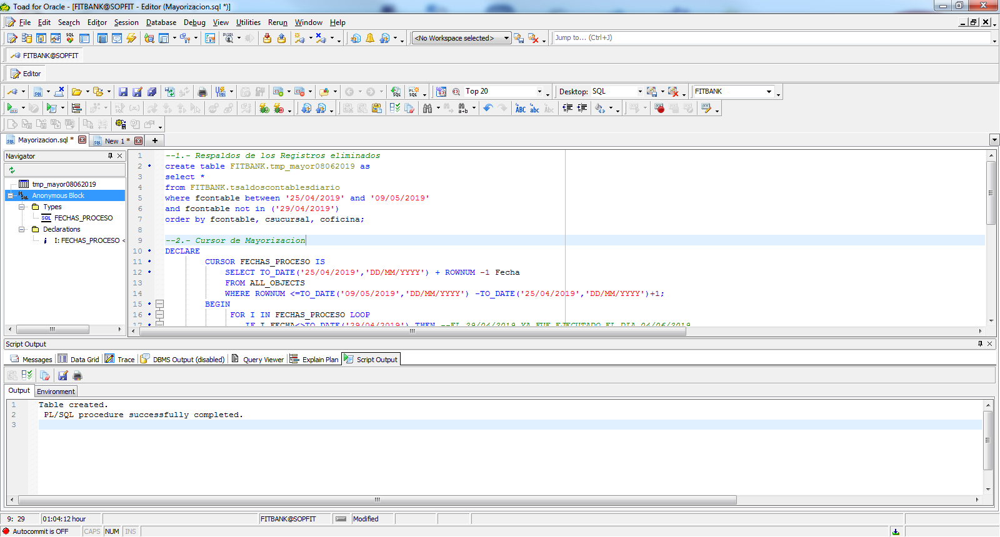 Toad for Oracle - [FITBANK@SOPFIT - Editor (Mayorizacion.sql *)]
File Edit Search Editor Session Database Debug View Utilities Rerun Window Help
<No Workspace selected> Jump to... (Ctrl+J)
FITBANK@SOPFIT
Editor
Top 20 Desktop: SQL FITBANK
Mayorizacion.sql * New 1 * +
Navigator
tmp_mayor08062019
Anonymous Block
Types
FECHAS_PROCESO
Declarations
I: FECHAS_PROCESO <
1 --1.- Respaldos de los Registros eliminados
2 create table FITBANK.tmp_mayor08062019 as
3 select *
4 from FITBANK.tsaldoscontablesdiario
5 where fcontable between '25/04/2019' and '09/05/2019'
6 and fcontable not in ('29/04/2019')
7 order by fcontable, csucursal, coficina;
8
9 --2.- Cursor de Mayorizacion
10 DECLARE
11 CURSOR FECHAS_PROCESO IS
12 SELECT TO_DATE('25/04/2019','DD/MM/YYYY') + ROWNUM -1 Fecha
13 FROM ALL_OBJECTS
14 WHERE ROWNUM <=TO_DATE('09/05/2019','DD/MM/YYYY') -TO_DATE('25/04/2019','DD/MM/YYYY')+1;
15 BEGIN
16 FOR I IN FECHAS_PROCESO LOOP
17 IF I.FECHA<>TO_DATE('29/04/2019') THEN --EL 29/04/2019 YA FUE EJECUTADO EL DIA 04/06/2019
Script Output
Messages Data Grid Trace DBMS Output (disabled) Query Viewer Explain Plan Script Output
Output Environment
1 Table created.
2 PL/SQL procedure successfully completed.
3
9: 29 01:04:12 hour FITBANK@SOPFIT Modified
Autocommit is OFF CAPS NUM INS